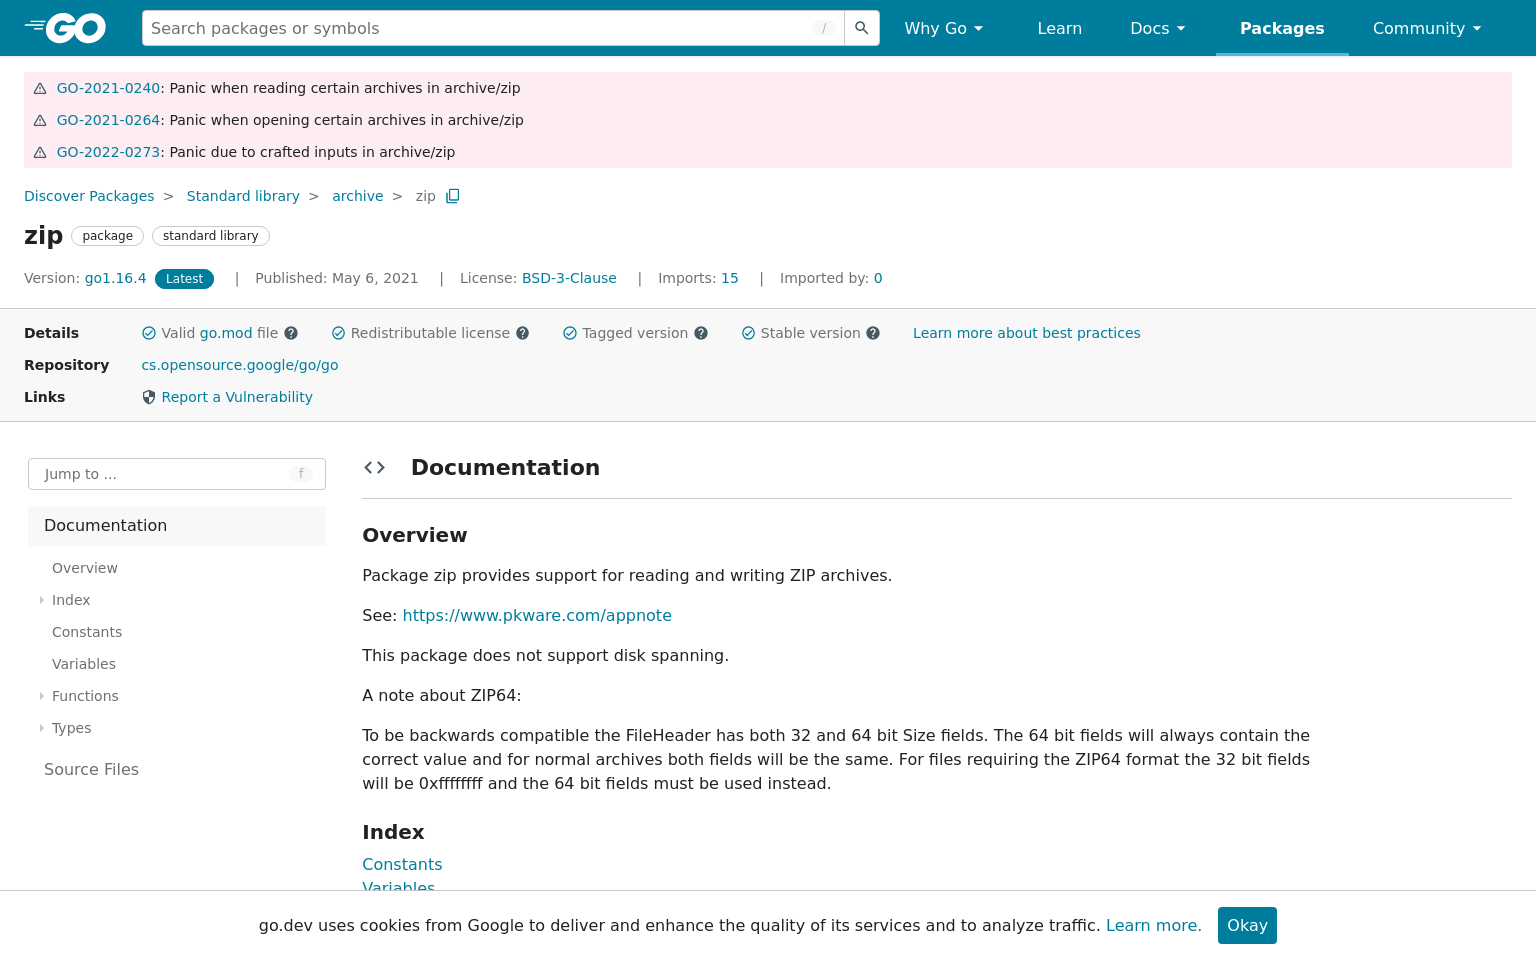 GO
Search packages or symbols /
Why Go
Learn
Docs
Packages
Community
GO-2021-0240: Panic when reading certain archives in archive/zip
GO-2021-0264: Panic when opening certain archives in archive/zip
GO-2022-0273: Panic due to crafted inputs in archive/zip
Discover Packages > Standard library > archive > zip
zip package standard library
Version: go1.16.4 Latest | Published: May 6, 2021 | License: BSD-3-Clause | Imports: 15 | Imported by: 0
Details Valid go.mod file Redistributable license Tagged version Stable version Learn more about best practices
Repository cs.opensource.google/go/go
Links Report a Vulnerability
Jump to ... f
Documentation
Overview
Index
Constants
Variables
Functions
Types
Source Files
Documentation
Overview
Package zip provides support for reading and writing ZIP archives.
See: https://www.pkware.com/appnote
This package does not support disk spanning.
A note about ZIP64:
To be backwards compatible the FileHeader has both 32 and 64 bit Size fields. The 64 bit fields will always contain the
correct value and for normal archives both fields will be the same. For files requiring the ZIP64 format the 32 bit fields
will be 0xffffffff and the 64 bit fields must be used instead.
Index
Constants
Variables
go.dev uses cookies from Google to deliver and enhance the quality of its services and to analyze traffic. Learn more. Okay